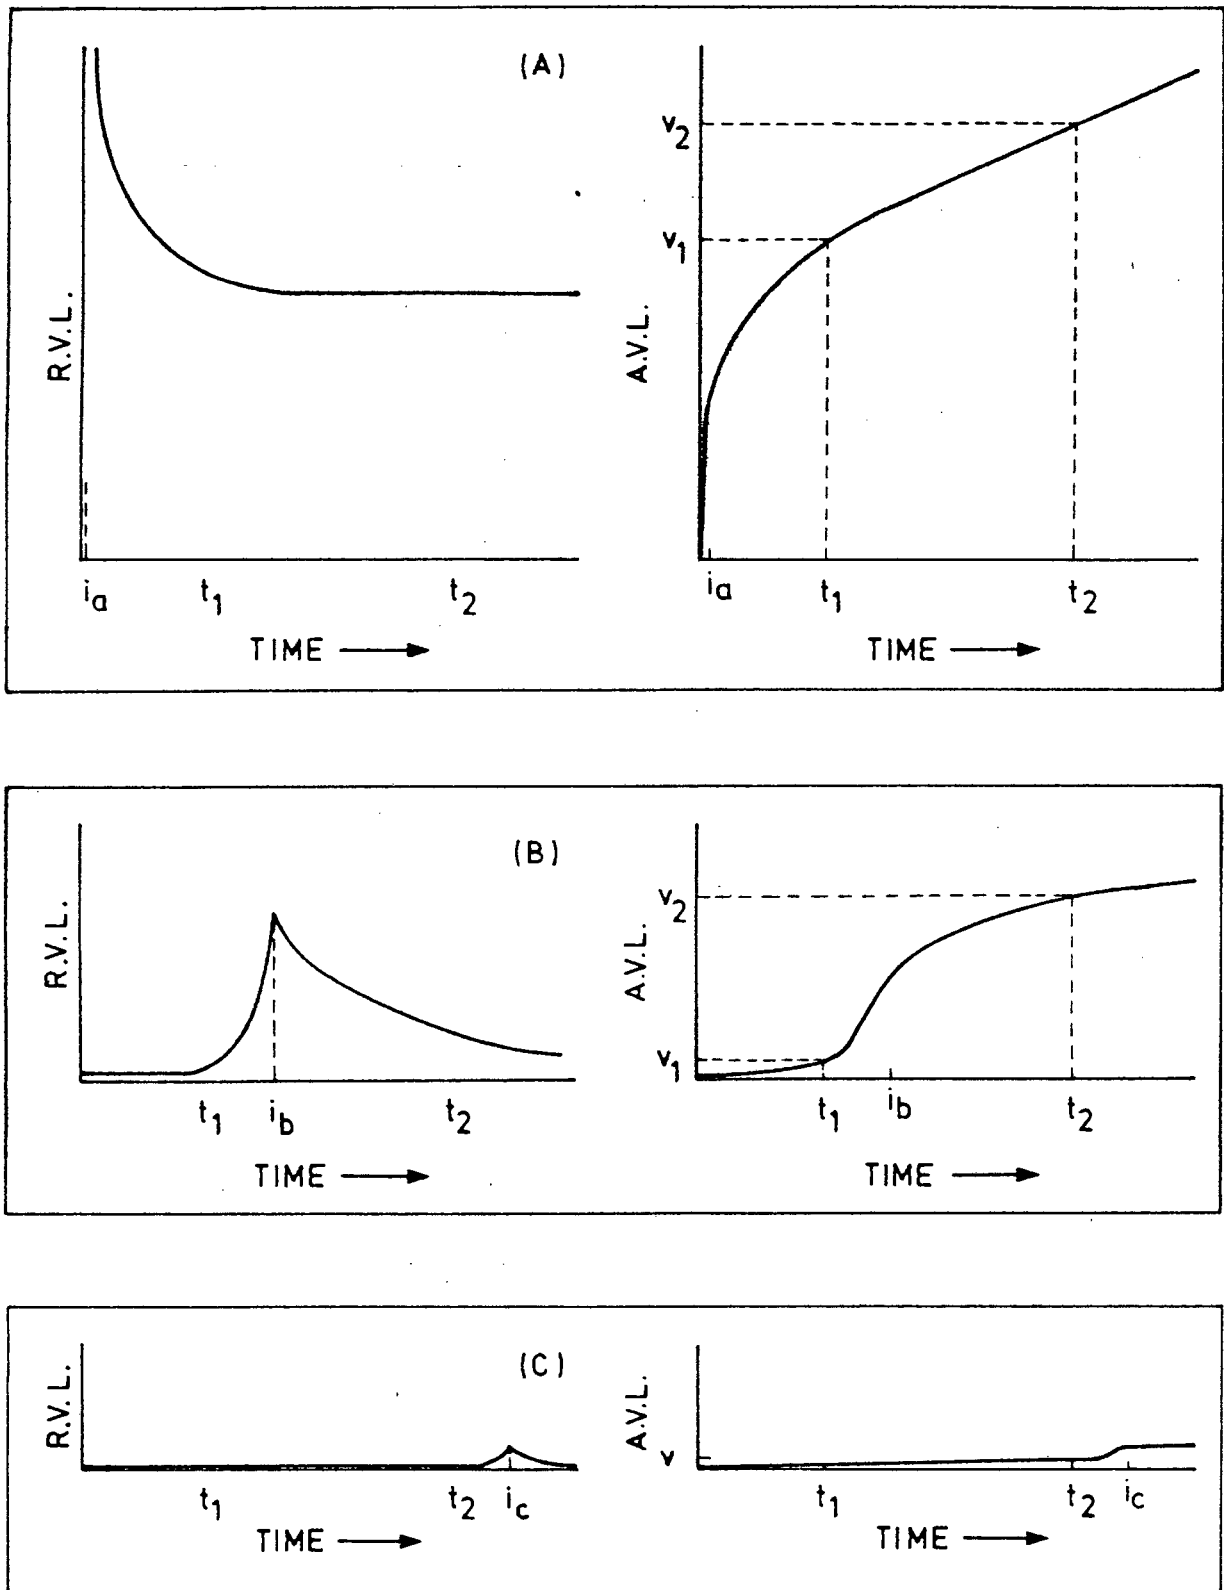 (A)
R.V.L.
i_a t_1 t_2
TIME
A.V.L.
v_2
v_1
i_a t_1 t_2
TIME
(B)
R.V.L.
t_1 i_b t_2
TIME
A.V.L.
v_2
v_1
t_1 i_b t_2
TIME
(C)
R.V.L.
t_1 t_2 i_c
TIME
A.V.L.
v
t_1 t_2 i_c
TIME